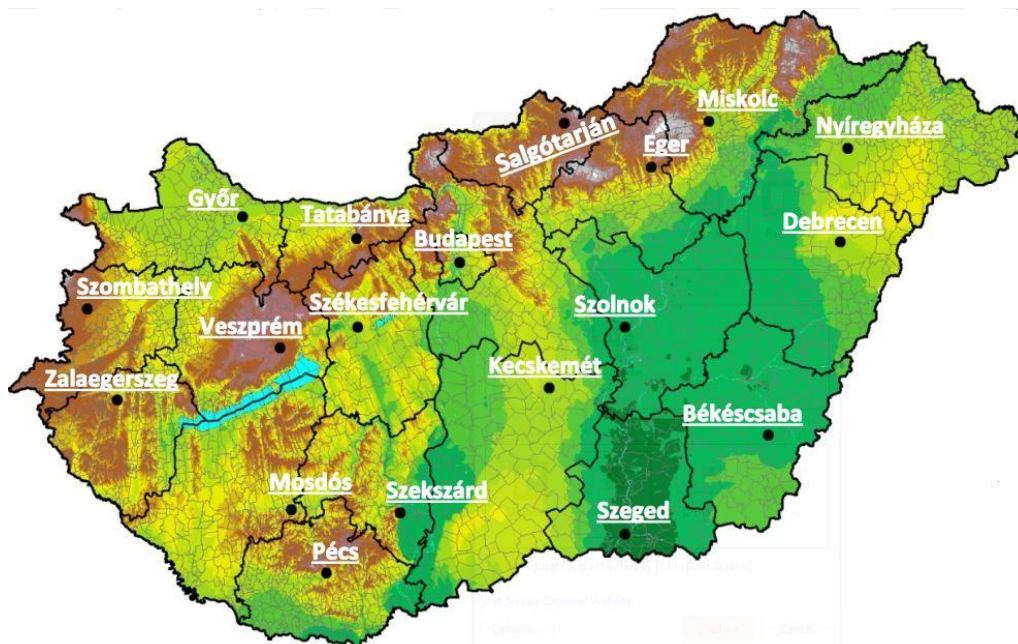 Miskolc
Salgótarján
Nyíregyháza
Eger
Győr
Tatabánya
Debrecen
Budapest
Szombathely
Székesfehérvár
Szolnok
Veszprém
Kecskemét
Zalaegerszeg
Békéscsaba
Mosdós
Szekszárd
Szeged
Pécs